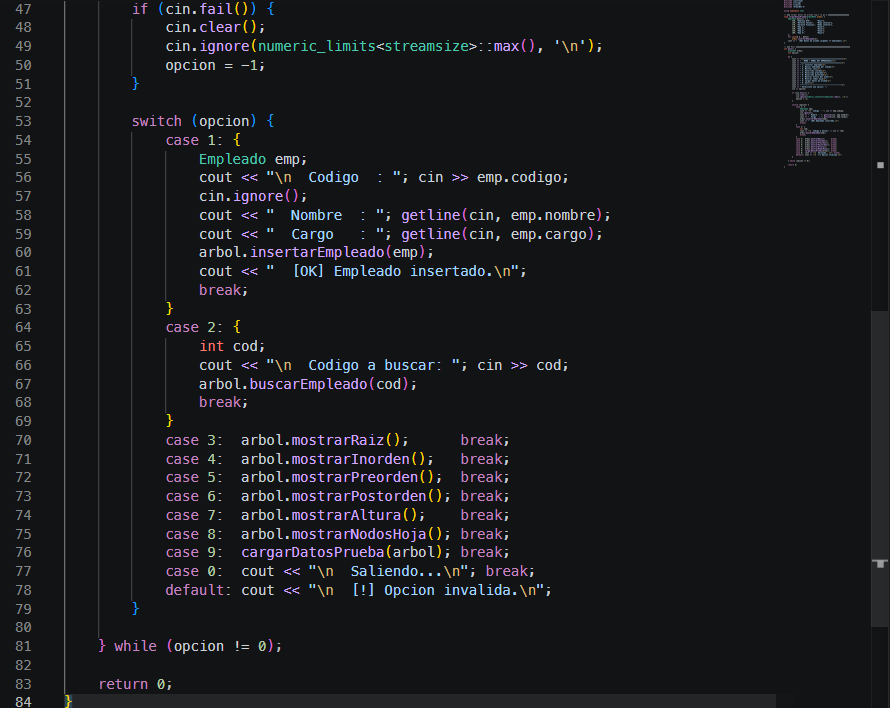 47 if (cin.fail()) {
48 cin.clear();
49 cin.ignore(numeric_limits<streamsize>::max(), '\n');
50 opcion = -1;
51 }
52
53 switch (opcion) {
54 case 1: {
55 Empleado emp;
56 cout << "\n  Codigo  : "; cin >> emp.codigo;
57 cin.ignore();
58 cout << "  Nombre  : "; getline(cin, emp.nombre);
59 cout << "  Cargo   : "; getline(cin, emp.cargo);
60 arbol.insertarEmpleado(emp);
61 cout << "  [OK] Empleado insertado.\n";
62 break;
63 }
64 case 2: {
65 int cod;
66 cout << "\n  Codigo a buscar: "; cin >> cod;
67 arbol.buscarEmpleado(cod);
68 break;
69 }
70 case 3:  arbol.mostrarRaiz();      break;
71 case 4:  arbol.mostrarInorden();   break;
72 case 5:  arbol.mostrarPreorden();  break;
73 case 6:  arbol.mostrarPostorden(); break;
74 case 7:  arbol.mostrarAltura();    break;
75 case 8:  arbol.mostrarNodosHoja(); break;
76 case 9:  cargarDatosPrueba(arbol); break;
77 case 0:  cout << "\n  Saliendo...\n"; break;
78 default: cout << "\n  [!] Opcion invalida.\n";
79 }
80
81 } while (opcion != 0);
82
83 return 0;
84 }